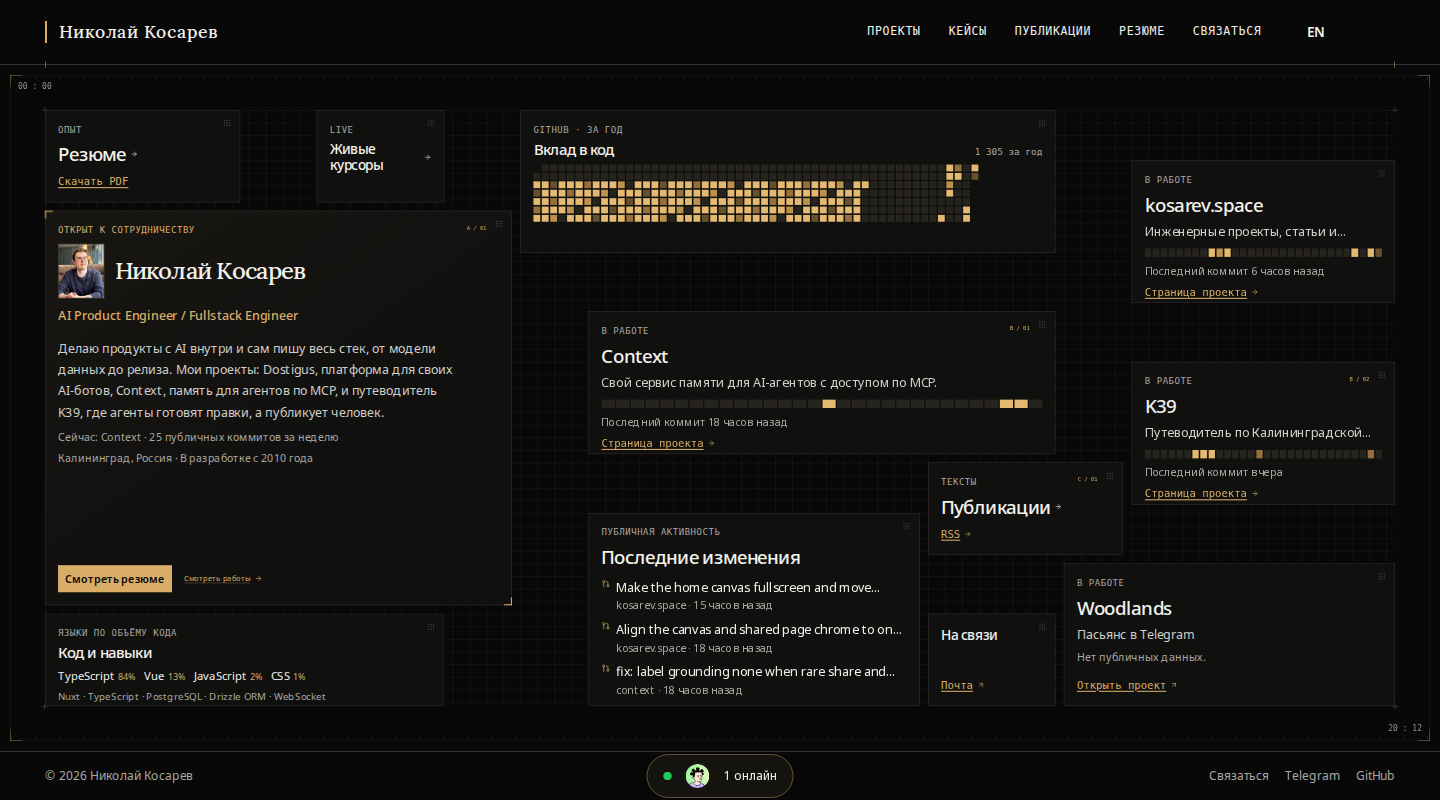 Николай Косарев
ПРОЕКТЫ КЕЙСЫ ПУБЛИКАЦИИ РЕЗЮМЕ СВЯЗАТЬСЯ EN
00 : 00
ОПЫТ
Резюме →
Скачать PDF
LIVE
Живые
курсоры →
GITHUB · ЗА ГОД
Вклад в код
1 305 за год
В РАБОТЕ
kosarev.space
Инженерные проекты, статьи и...
Последний коммит 6 часов назад
Страница проекта →
ОТКРЫТ К СОТРУДНИЧЕСТВУ
A / 01
Николай Косарев
AI Product Engineer / Fullstack Engineer
Делаю продукты с AI внутри и сам пишу весь стек, от модели
данных до релиза. Мои проекты: Dostigus, платформа для своих
AI-ботов, Context, память для агентов по MCP, и путеводитель
K39, где агенты готовят правки, а публикует человек.
Сейчас: Context · 25 публичных коммитов за неделю
Калининград, Россия · В разработке с 2010 года
Смотреть резюме
Смотреть работы →
В РАБОТЕ
B / 01
Context
Свой сервис памяти для AI-агентов с доступом по MCP.
Последний коммит 18 часов назад
Страница проекта →
В РАБОТЕ
B / 02
K39
Путеводитель по Калининградской...
Последний коммит вчера
Страница проекта →
ТЕКСТЫ
C / 01
Публикации →
RSS →
ПУБЛИЧНАЯ АКТИВНОСТЬ
Последние изменения
Make the home canvas fullscreen and move...
kosarev.space · 15 часов назад
Align the canvas and shared page chrome to on...
kosarev.space · 18 часов назад
fix: label grounding none when rare share and...
context · 18 часов назад
На связи
Почта ↗
В РАБОТЕ
Woodlands
Пасьянс в Telegram
Нет публичных данных.
Открыть проект ↗
ЯЗЫКИ ПО ОБЪЁМУ КОДА
Код и навыки
TypeScript 84% Vue 13% JavaScript 2% CSS 1%
Nuxt · TypeScript · PostgreSQL · Drizzle ORM · WebSocket
20 : 12
© 2026 Николай Косарев
1 онлайн
Связаться Telegram GitHub